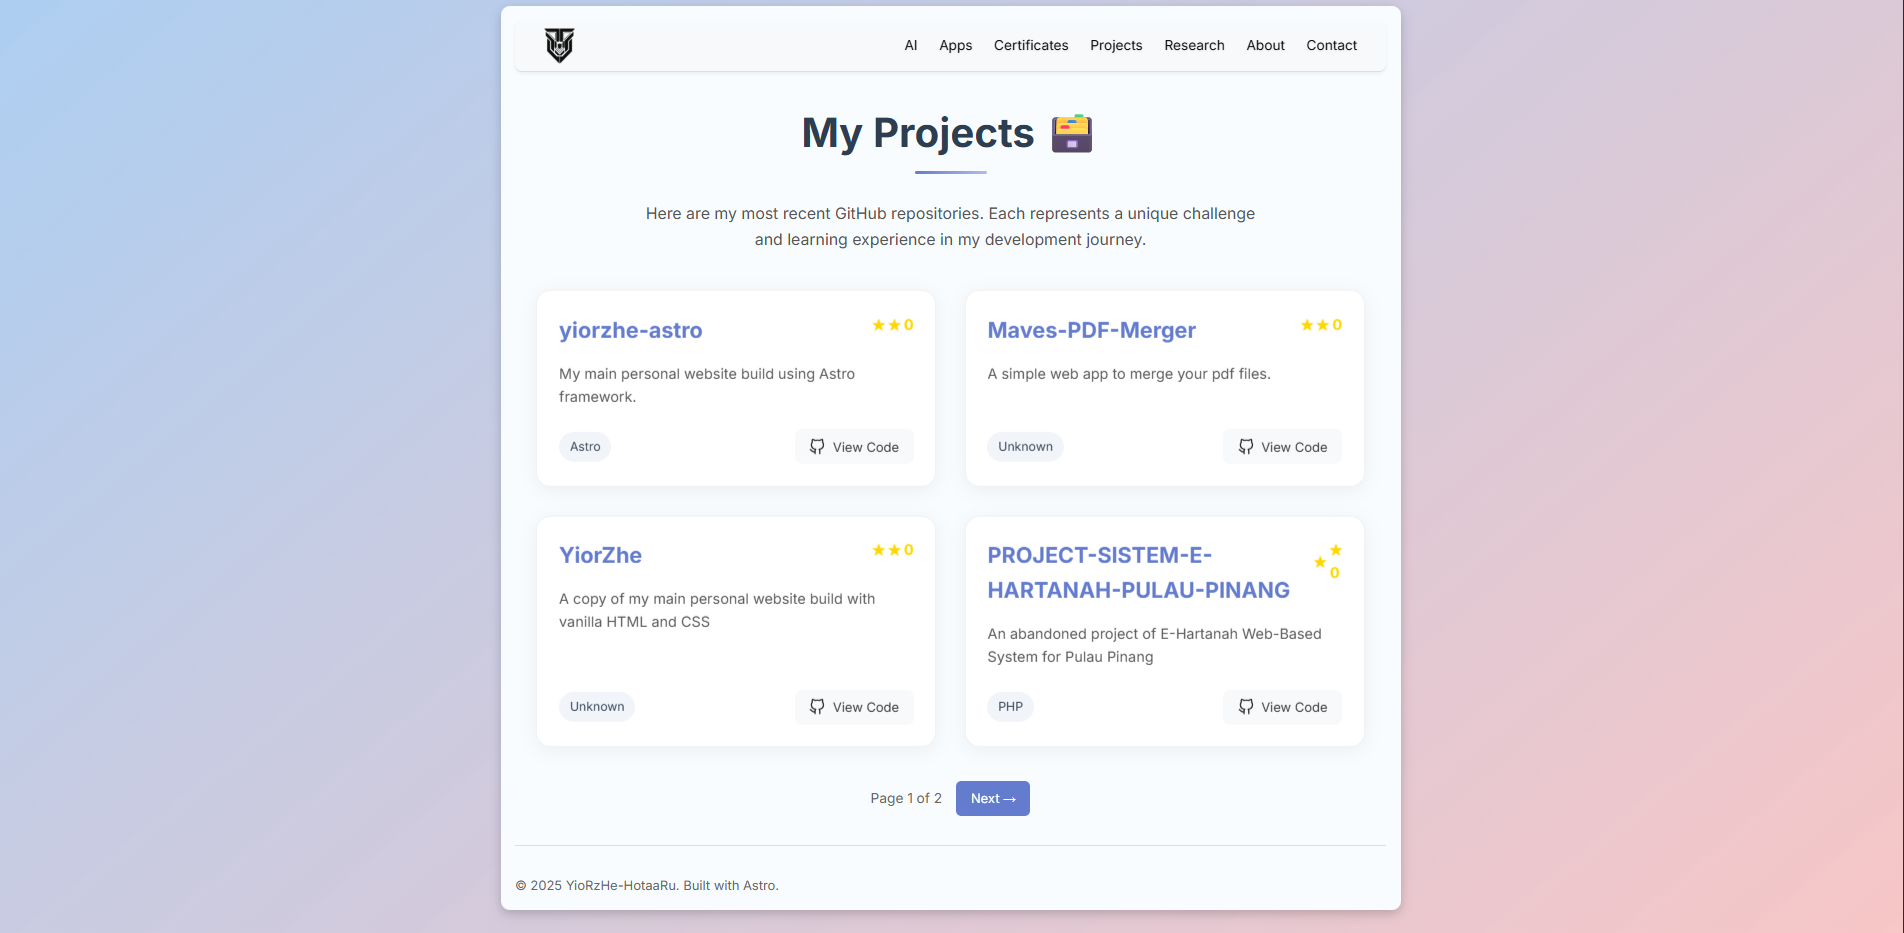 AI Apps Certificates Projects Research About Contact
My Projects
Here are my most recent GitHub repositories. Each represents a unique challenge
and learning experience in my development journey.
yiorzhe-astro
★ ★ 0
My main personal website build using Astro
framework.
Astro
View Code
Maves-PDF-Merger
★ ★ 0
A simple web app to merge your pdf files.
Unknown
View Code
YiorZhe
★ ★ 0
A copy of my main personal website build with
vanilla HTML and CSS
Unknown
View Code
PROJECT-SISTEM-E-
HARTANAH-PULAU-PINANG
★ ★
0
An abandoned project of E-Hartanah Web-Based
System for Pulau Pinang
PHP
View Code
Page 1 of 2 Next →
© 2025 YioRzHe-HotaaRu. Built with Astro.